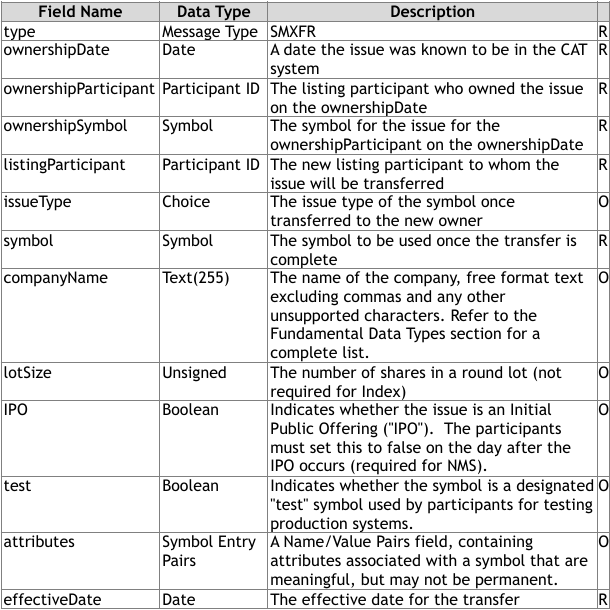 Field Name Data Type Description
type Message Type SMXFR R
ownershipDate Date A date the issue was known to be in the CAT R
system
ownershipParticipant Participant ID The listing participant who owned the issue R
on the ownershipDate
ownershipSymbol Symbol The symbol for the issue for the R
ownershipParticipant on the ownershipDate
listingParticipant Participant ID The new listing participant to whom the R
issue will be transferred
issueType Choice The issue type of the symbol once O
transferred to the new owner
symbol Symbol The symbol to be used once the transfer is R
complete
companyName Text(255) The name of the company, free format text O
excluding commas and any other
unsupported characters. Refer to the
Fundamental Data Types section for a
complete list.
lotSize Unsigned The number of shares in a round lot (not O
required for Index)
IPO Boolean Indicates whether the issue is an Initial O
Public Offering ("IPO"). The participants
must set this to false on the day after the
IPO occurs (required for NMS).
test Boolean Indicates whether the symbol is a designated O
"test" symbol used by participants for testing
production systems.
attributes Symbol Entry A Name/Value Pairs field, containing O
Pairs attributes associated with a symbol that are
meaningful, but may not be permanent.
effectiveDate Date The effective date for the transfer R